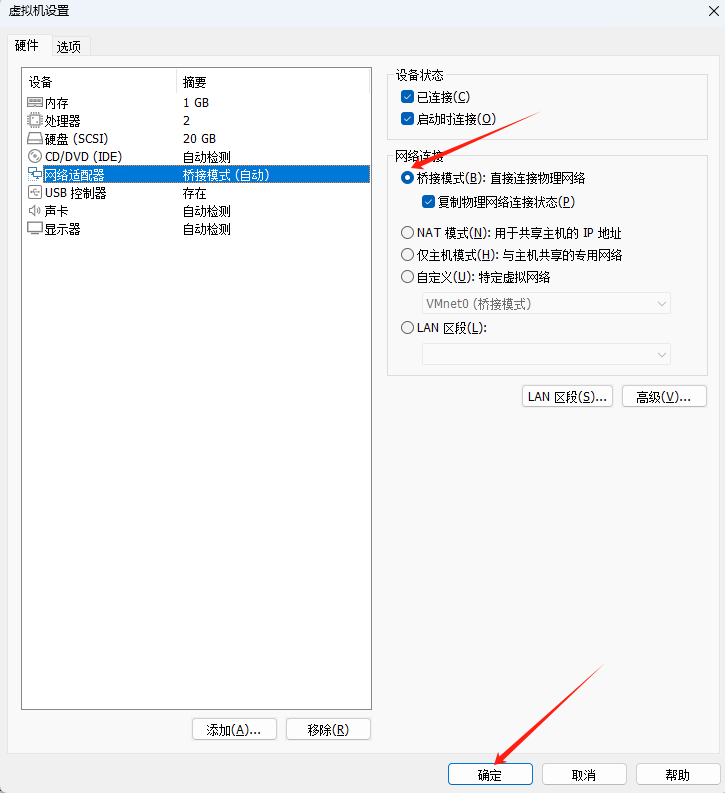 虚拟机设置
硬件 选项
设备 摘要
内存 1 GB
处理器 2
硬盘 (SCSI) 20 GB
CD/DVD (IDE) 自动检测
网络适配器 桥接模式 (自动)
USB 控制器 存在
声卡 自动检测
显示器 自动检测
添加(A)... 移除(R)
设备状态
已连接(C)
启动时连接(O)
网络连接
桥接模式(B): 直接连接物理网络
复制物理网络连接状态(P)
NAT 模式(N): 用于共享主机的 IP 地址
仅主机模式(H): 与主机共享的专用网络
自定义(U): 特定虚拟网络
VMnet0 (桥接模式)
LAN 区段(L):
LAN 区段(S)... 高级(V)...
确定 取消 帮助